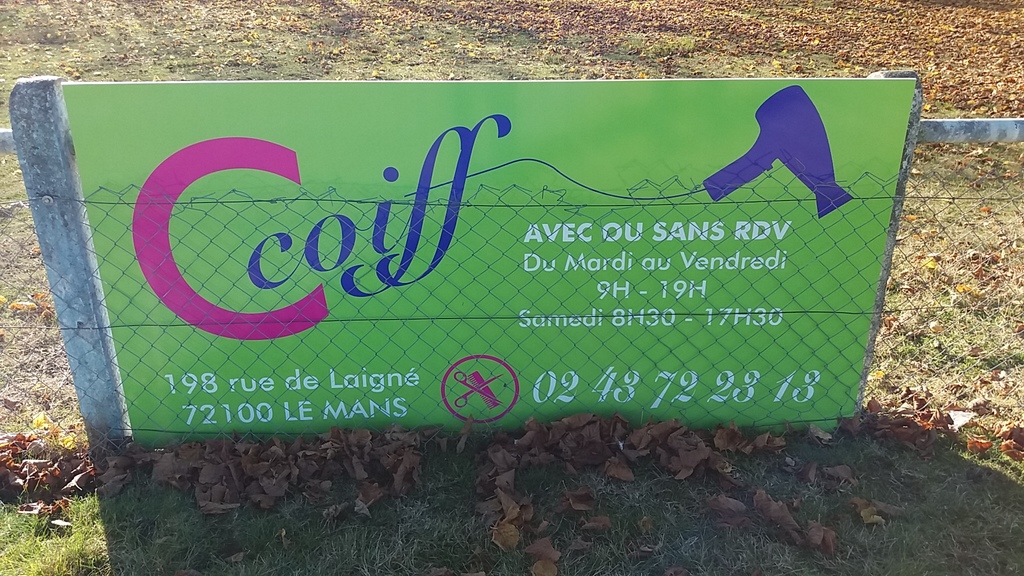 C coiff
AVEC OU SANS RDV
Du Mardi au Vendredi
9H - 19H
Samedi 8H30 - 17H30
198 rue de Laigné
72100 LE MANS
02 43 72 23 13